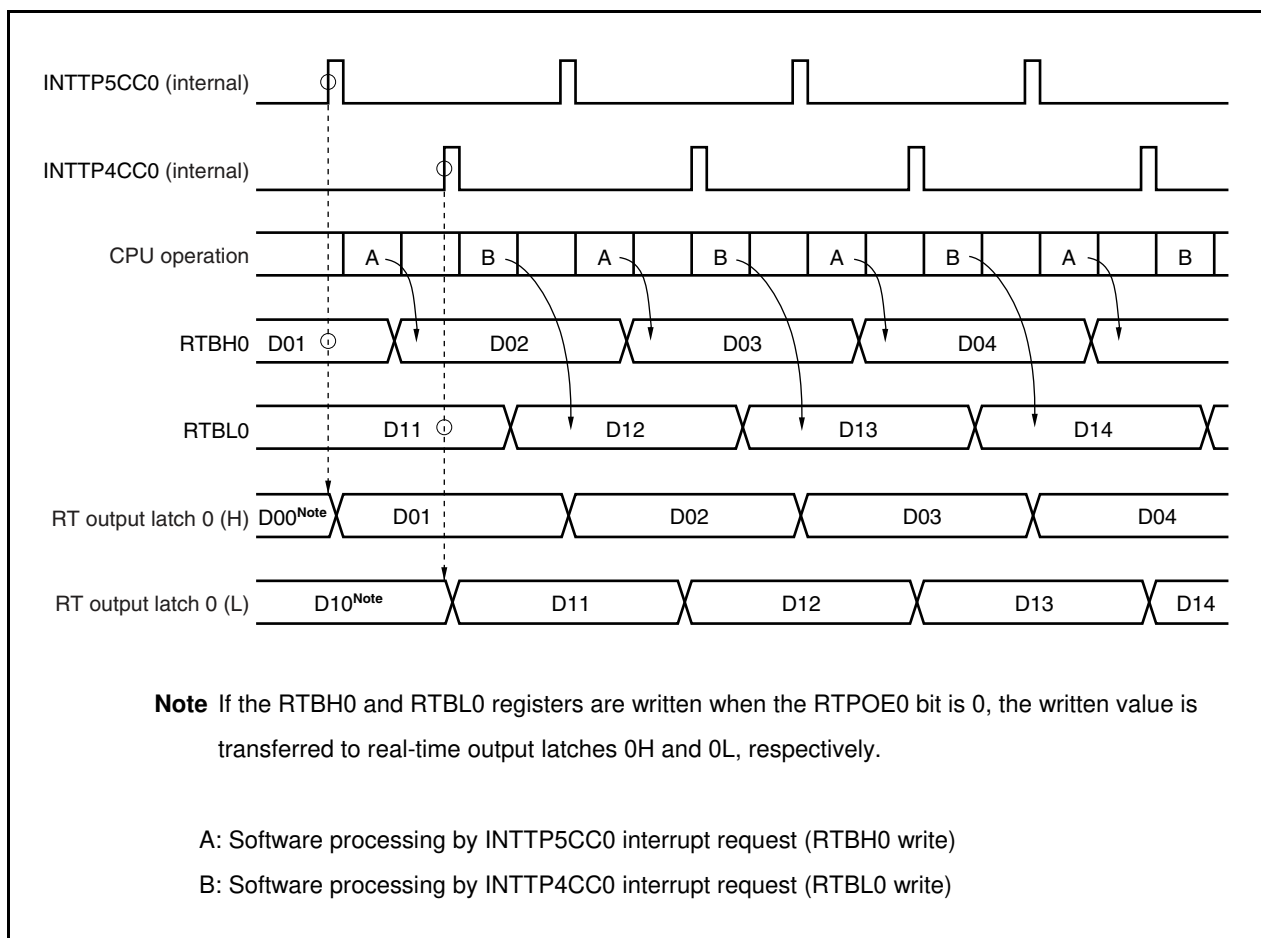 INTTP5CC0 (internal)
INTTP4CC0 (internal)
CPU operation A B A B A B A B
RTBH0 D01 D02 D03 D04
RTBL0 D11 D12 D13 D14
RT output latch 0 (H) D00Note D01 D02 D03 D04
RT output latch 0 (L) D10Note D11 D12 D13 D14
Note If the RTBH0 and RTBL0 registers are written when the RTPOE0 bit is 0, the written value is
transferred to real-time output latches 0H and 0L, respectively.
A: Software processing by INTTP5CC0 interrupt request (RTBH0 write)
B: Software processing by INTTP4CC0 interrupt request (RTBL0 write)